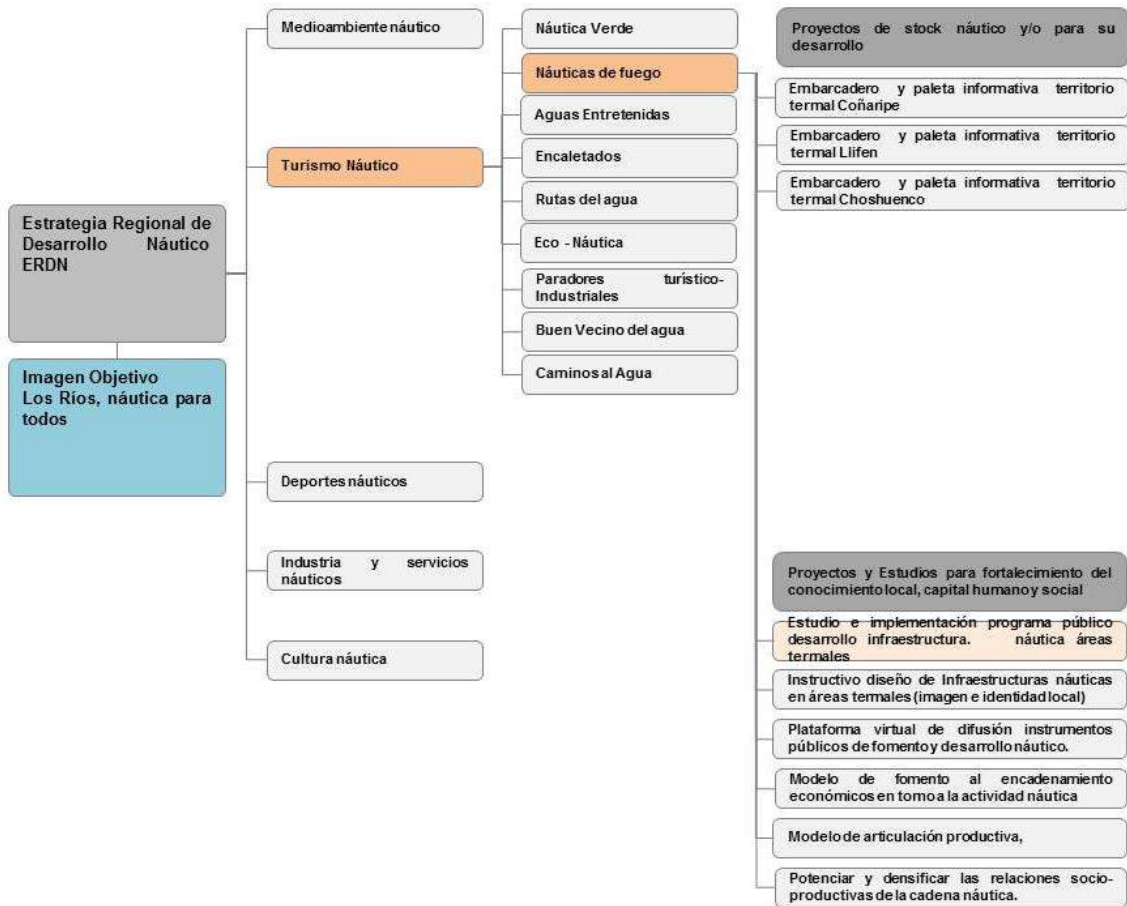 Estrategia Regional de
Desarrollo Náutico
ERDN
Imagen Objetivo
Los Ríos, náutica para
todos
Medioambiente náutico
Turismo Náutico
Deportes náuticos
Industria y servicios
náuticos
Cultura náutica
Náutica Verde
Náuticas de fuego
Aguas Entretenidas
Encaletados
Rutas del agua
Eco - Náutica
Paradores turístico-
Industriales
Buen Vecino del agua
Caminos al Agua
Proyectos de stock náutico y/o para su
desarrollo
Embarcadero y paleta informativa territorio
termal Coñaripe
Embarcadero y paleta informativa territorio
termal Llifen
Embarcadero y paleta informativa territorio
termal Choshuenco
Proyectos y Estudios para fortalecimiento del
conocimiento local, capital humano y social
Estudio e implementación programa público
desarrollo infraestructura. náutica áreas
termales
Instructivo diseño de Infraestructuras náuticas
en áreas termales (imagen e identidad local)
Plataforma virtual de difusión instrumentos
públicos de fomento y desarrollo náutico.
Modelo de fomento al encadenamiento
económicos en torno a la actividad náutica
Modelo de articulación productiva,
Potenciar y densificar las relaciones socio-
productivas de la cadena náutica.